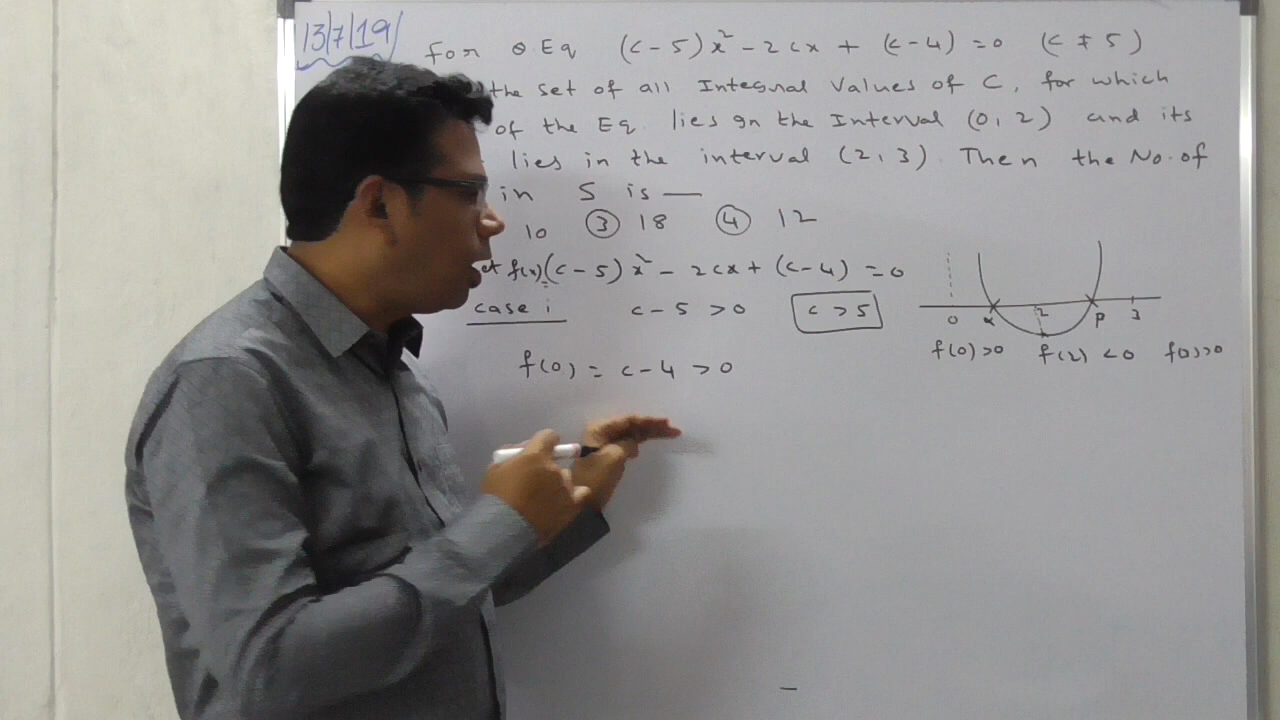 13/7/19/
For Q Eq (c-5)x² - 2cx + (c-4) = 0 (c ≠ 5)
the set of all Integral Values of C, for which
of the Eq. lies in the Interval (0,2) and its
lies in the interval (2,3). Then the No. of
in S is —
10 ③ 18 ④ 12
et f(x) (c-5)x² - 2cx + (c-4) = 0
case i c-5 >0 c >5
0 α 2 β 3
f(0)>0 f(2) <0 f(3)>0
f(0) = c-4 >0